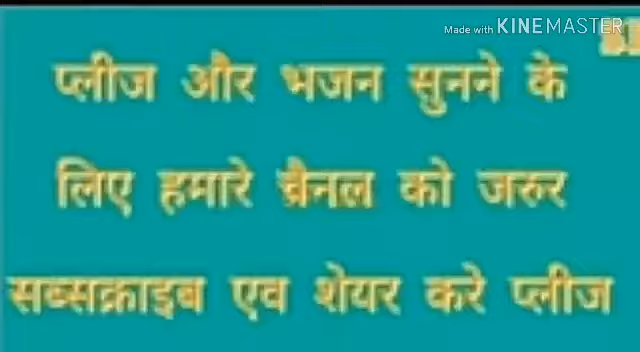 Made with KINEMASTER
प्लीज और भजन सुनने के
लिए हमारे चैनल को जरुर
सब्सक्राइब एव शेयर करे प्लीज